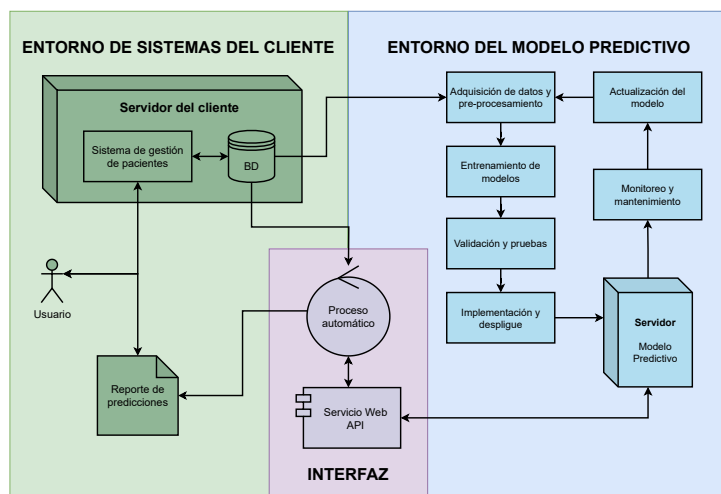 ENTORNO DE SISTEMAS DEL CLIENTE
Servidor del cliente
Sistema de gestión
de pacientes
BD
Usuario
Reporte de
predicciones
ENTORNO DEL MODELO PREDICTIVO
Adquisición de datos y
pre-procesamiento
Actualización del
modelo
Entrenamiento de
modelos
Monitoreo y
mantenimiento
Validación y pruebas
Implementación y
despligue
Servidor
Modelo
Predictivo
Proceso
automático
Servicio Web
API
INTERFAZ